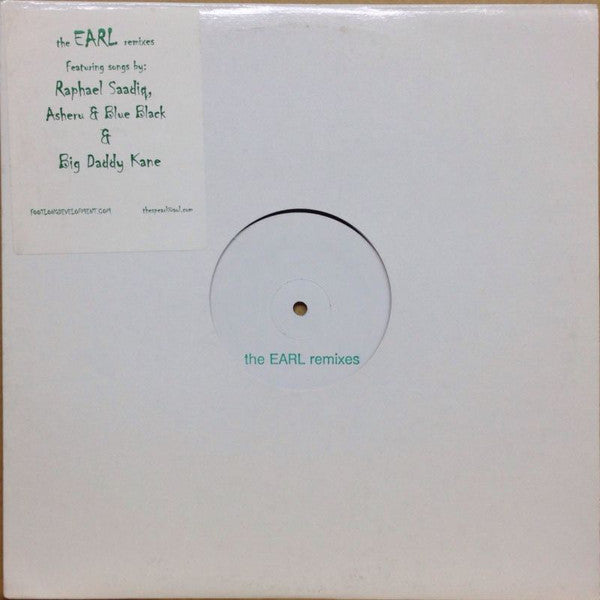 the EARL remixes
Featuring songs by:
Raphael Saadiq,
Asheru & Blue Black
&
Big Daddy Kane
the EARL remixes